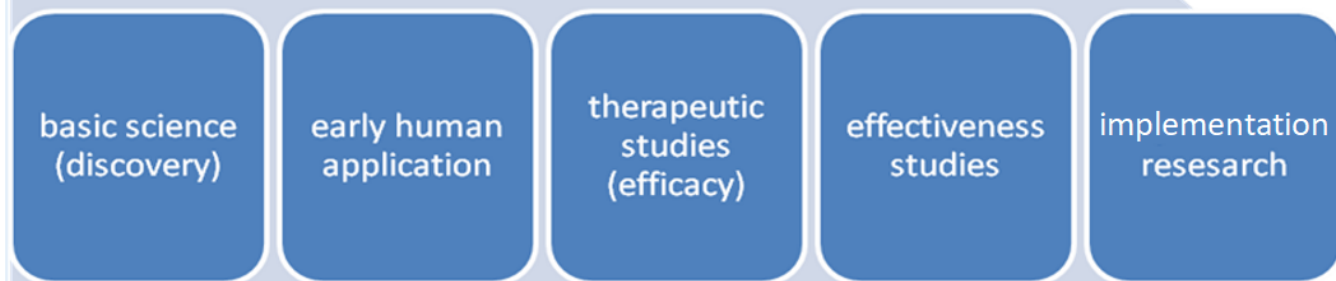 basic science
(discovery)
early human
application
therapeutic
studies
(efficacy)
effectiveness
studies
implementation
resesarch